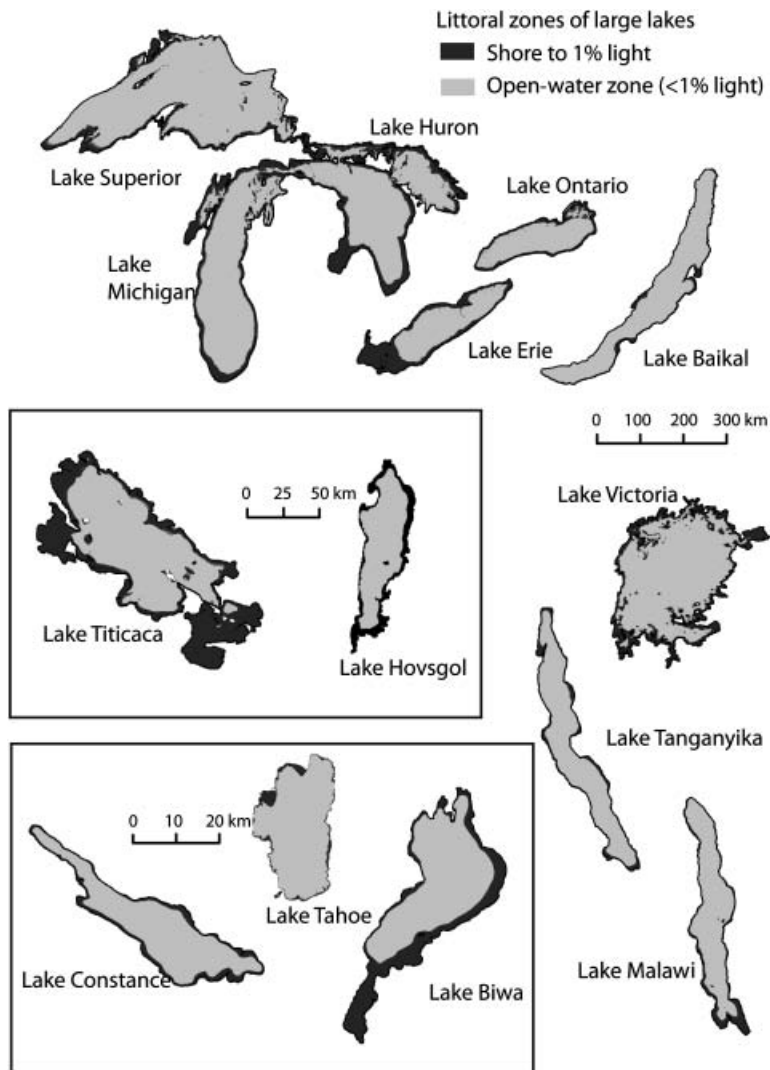 Littoral zones of large lakes
Shore to 1% light
Open-water zone (<1% light)
Lake Huron
Lake Superior
Lake Ontario
Lake
Michigan
Lake Erie
Lake Baikal
0 100 200 300 km
0 25 50 km
Lake Victoria
Lake Titicaca
Lake Hovsgol
Lake Tanganyika
0 10 20 km
Lake Tahoe
Lake Constance
Lake Biwa
Lake Malawi